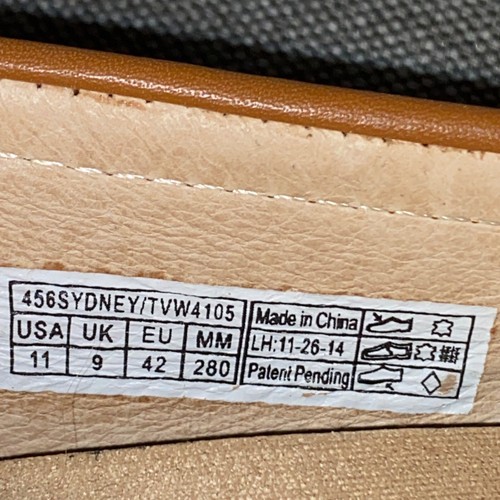 456SYDNEY/TVW4105
USA UK EU MM
11 9 42 280
Made in China
LH:11-26-14
Patent Pending